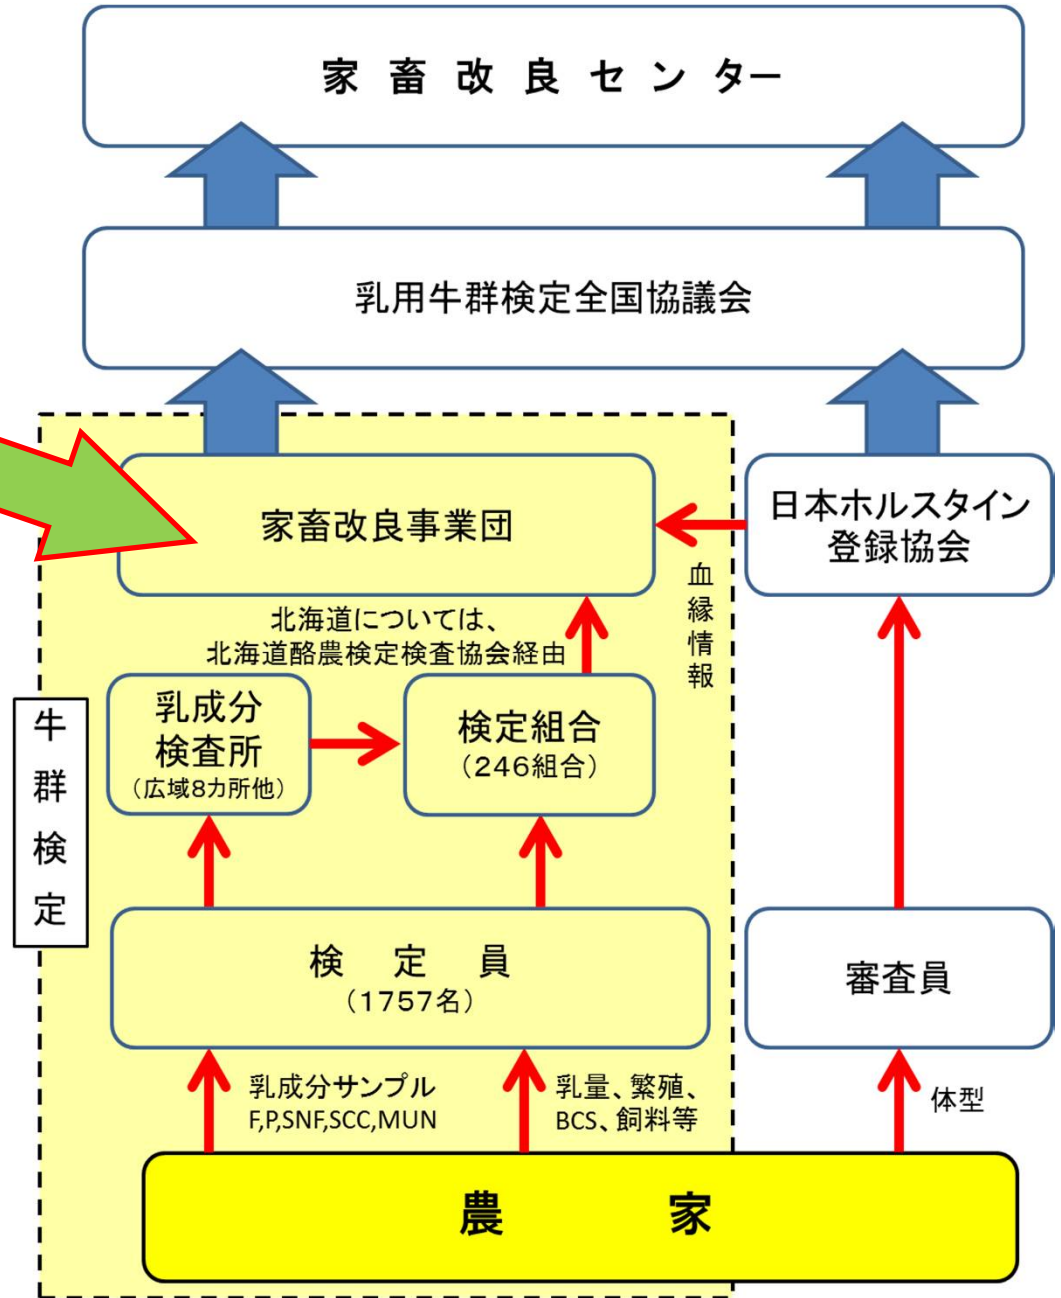 家畜改良センター
乳用牛群検定全国協議会
家畜改良事業団
日本ホルスタイン
登録協会
血縁情報
北海道については、
北海道酪農検定検査協会経由
乳成分
検査所
（広域8カ所他）
検定組合
（246組合）
牛群検定
検定員
（1757名）
審査員
乳成分サンプル
F,P,SNF,SCC,MUN
乳量、繁殖、
BCS、飼料等
体型
農家